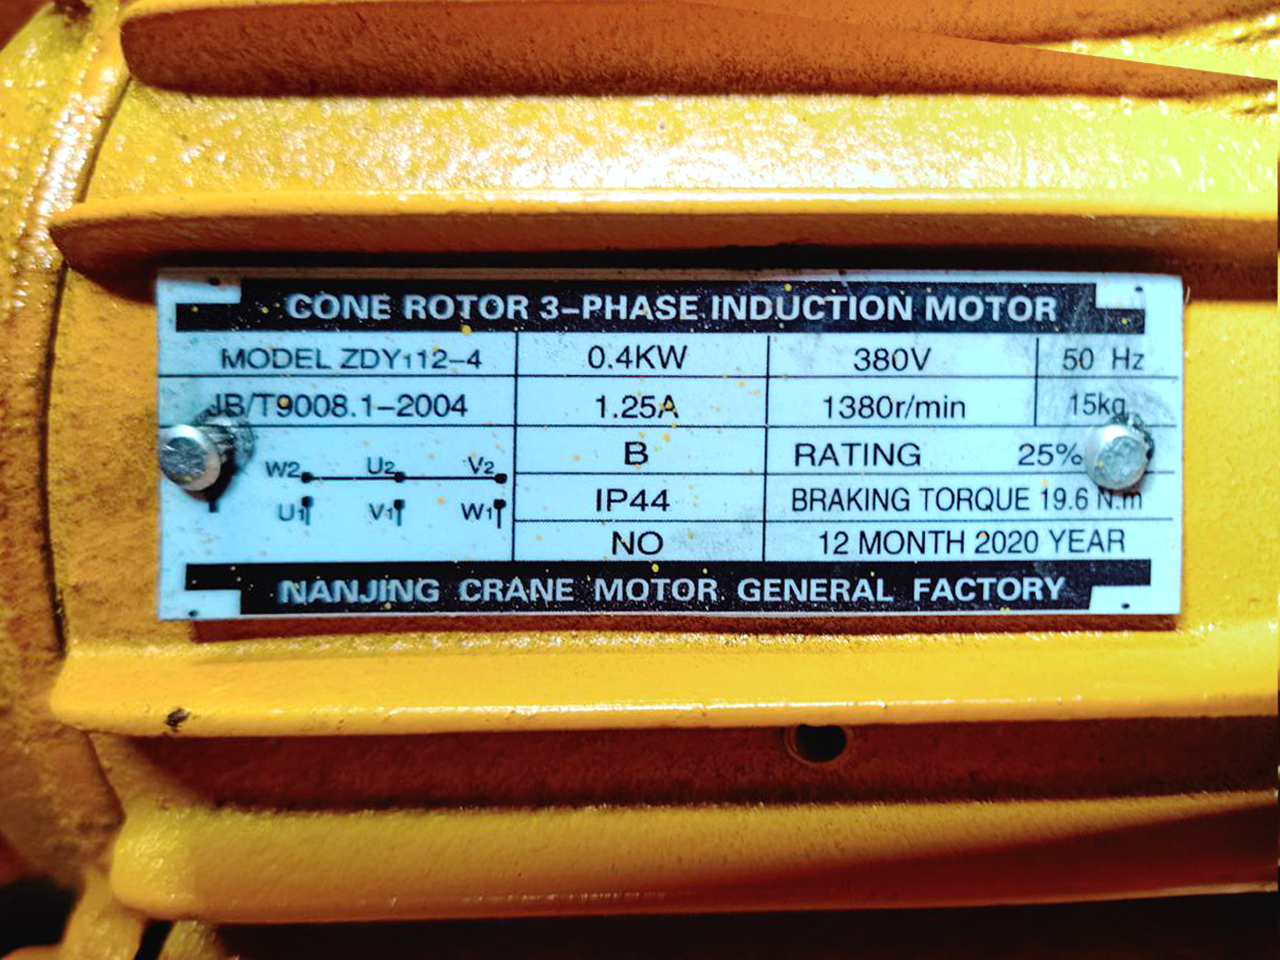 CONE ROTOR 3-PHASE INDUCTION MOTOR
MODEL ZDY112-4 0.4KW 380V 50 Hz
JB/T9008.1-2004 1.25A 1380r/min 15kg
B RATING 25%
W2 U2 V2
IP44 BRAKING TORQUE 19.6 N.m
U1 V1 W1
NO 12 MONTH 2020 YEAR
NANJING CRANE MOTOR GENERAL FACTORY